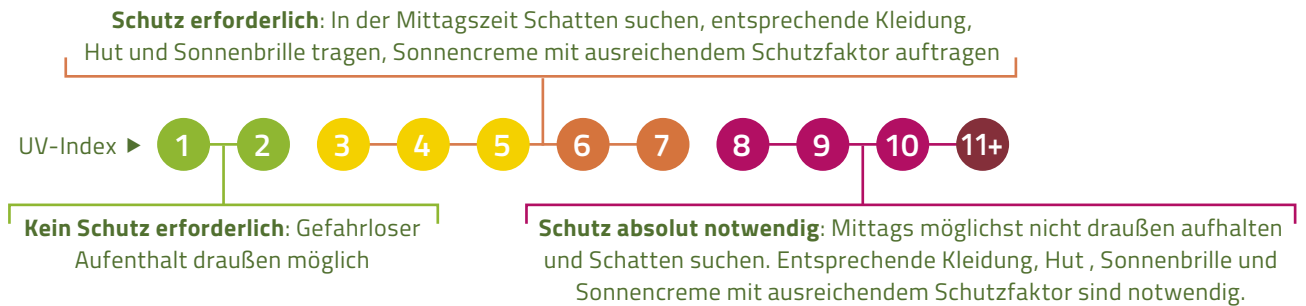 Schutz erforderlich: In der Mittagszeit Schatten suchen, entsprechende Kleidung,
Hut und Sonnenbrille tragen, Sonnencreme mit ausreichendem Schutzfaktor auftragen
UV-Index ▶ 1 2 3 4 5 6 7 8 9 10 11+
Kein Schutz erforderlich: Gefahrloser
Aufenthalt draußen möglich
Schutz absolut notwendig: Mittags möglichst nicht draußen aufhalten
und Schatten suchen. Entsprechende Kleidung, Hut , Sonnenbrille und
Sonnencreme mit ausreichendem Schutzfaktor sind notwendig.